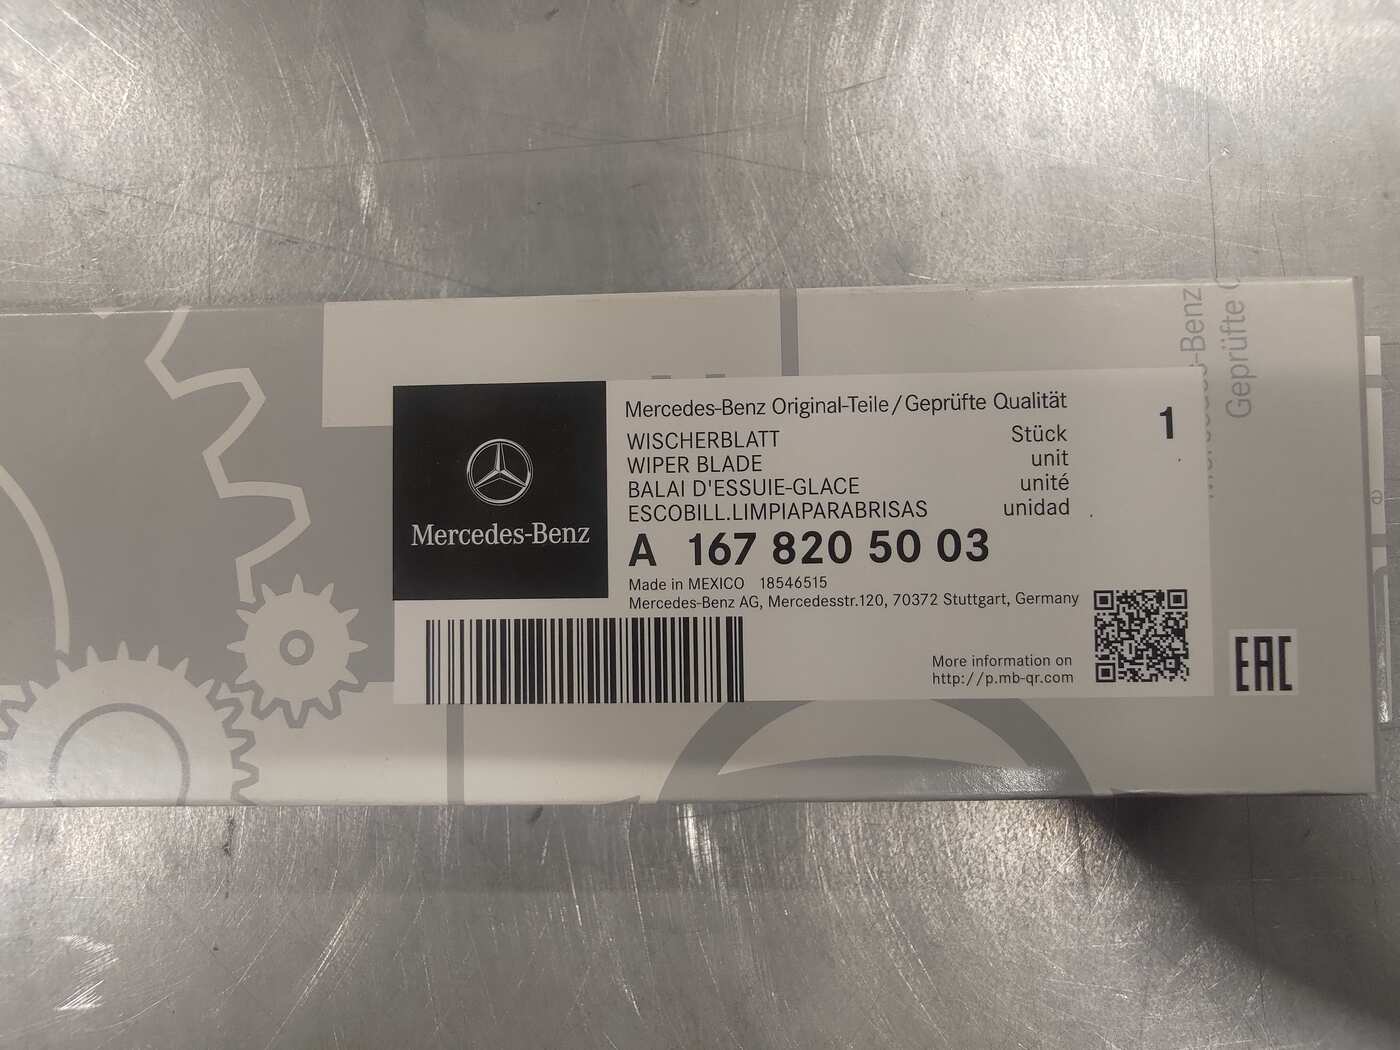 Mercedes-Benz
Mercedes-Benz Original-Teile/Geprüfte Qualität
1
WISCHERBLATT Stück
WIPER BLADE unit
BALAI D'ESSUIE-GLACE unité
ESCOBILL.LIMPIAPARABRISAS unidad
A 167 820 50 03
Made in MEXICO 18546515
Mercedes-Benz AG, Mercedesstr.120, 70372 Stuttgart, Germany
More information on
http://p.mb-qr.com
EAC
-Benz
Geprüfte